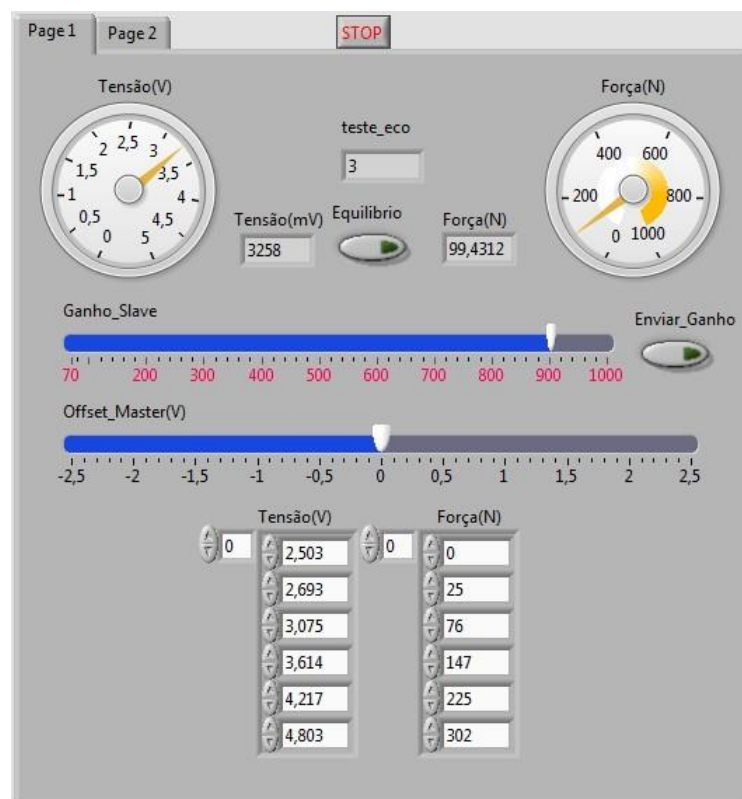 Page 1 Page 2 STOP
Tensão(V)
0 0,5 1 1,5 2 2,5 3 3,5 4 4,5 5
teste_eco
3
Força(N)
0 200 400 600 800 1000
Tensão(mV)
3258
Equilibrio
Força(N)
99,4312
Ganho_Slave
70 200 300 400 500 600 700 800 900 1000
Enviar_Ganho
Offset_Master(V)
-2,5 -2 -1,5 -1 -0,5 0 0,5 1 1,5 2 2,5
Tensão(V) Força(N)
0 2,503 0 0
2,693 25
3,075 76
3,614 147
4,217 225
4,803 302